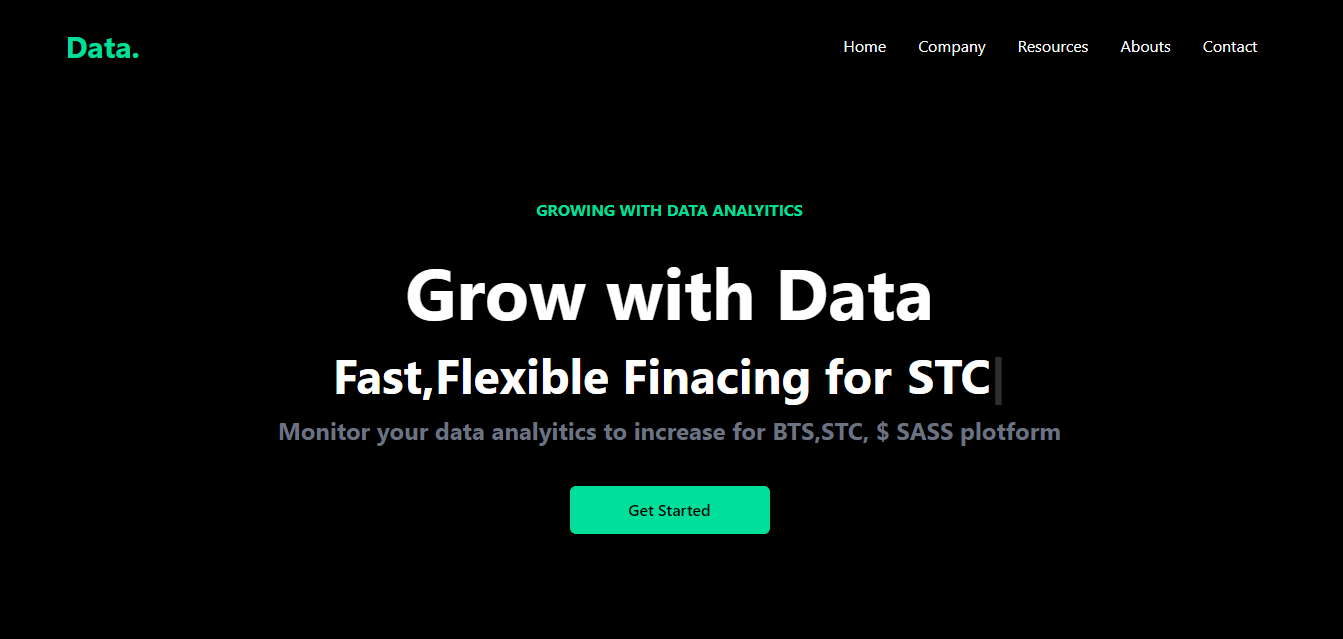 Data.
Home Company Resources Abouts Contact
GROWING WITH DATA ANALYITICS
Grow with Data
Fast,Flexible Finacing for STC|
Monitor your data analyitics to increase for BTS,STC, $ SASS plotform
Get Started